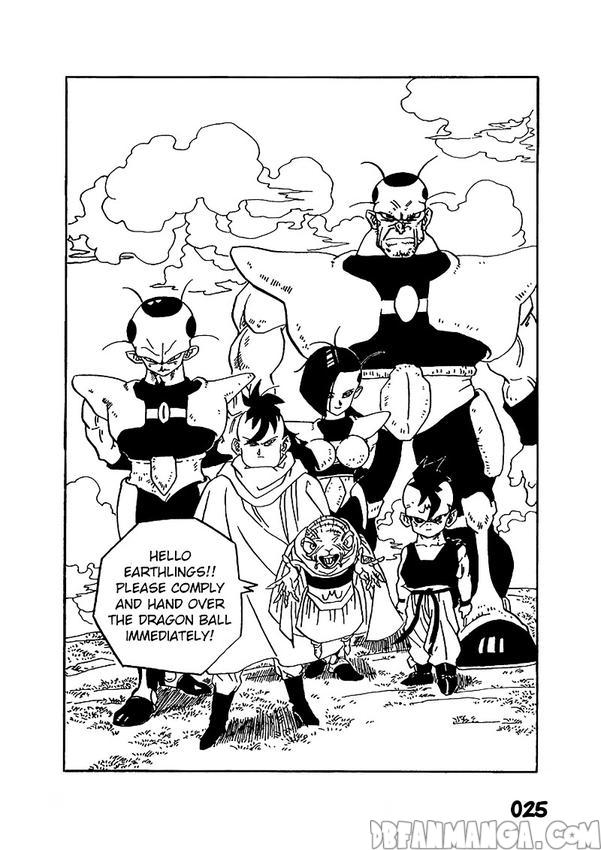 HELLO
EARTHLINGS!!
PLEASE COMPLY
AND HAND OVER
THE DRAGON BALL
IMMEDIATELY!
025
DBFANMANGA.COM